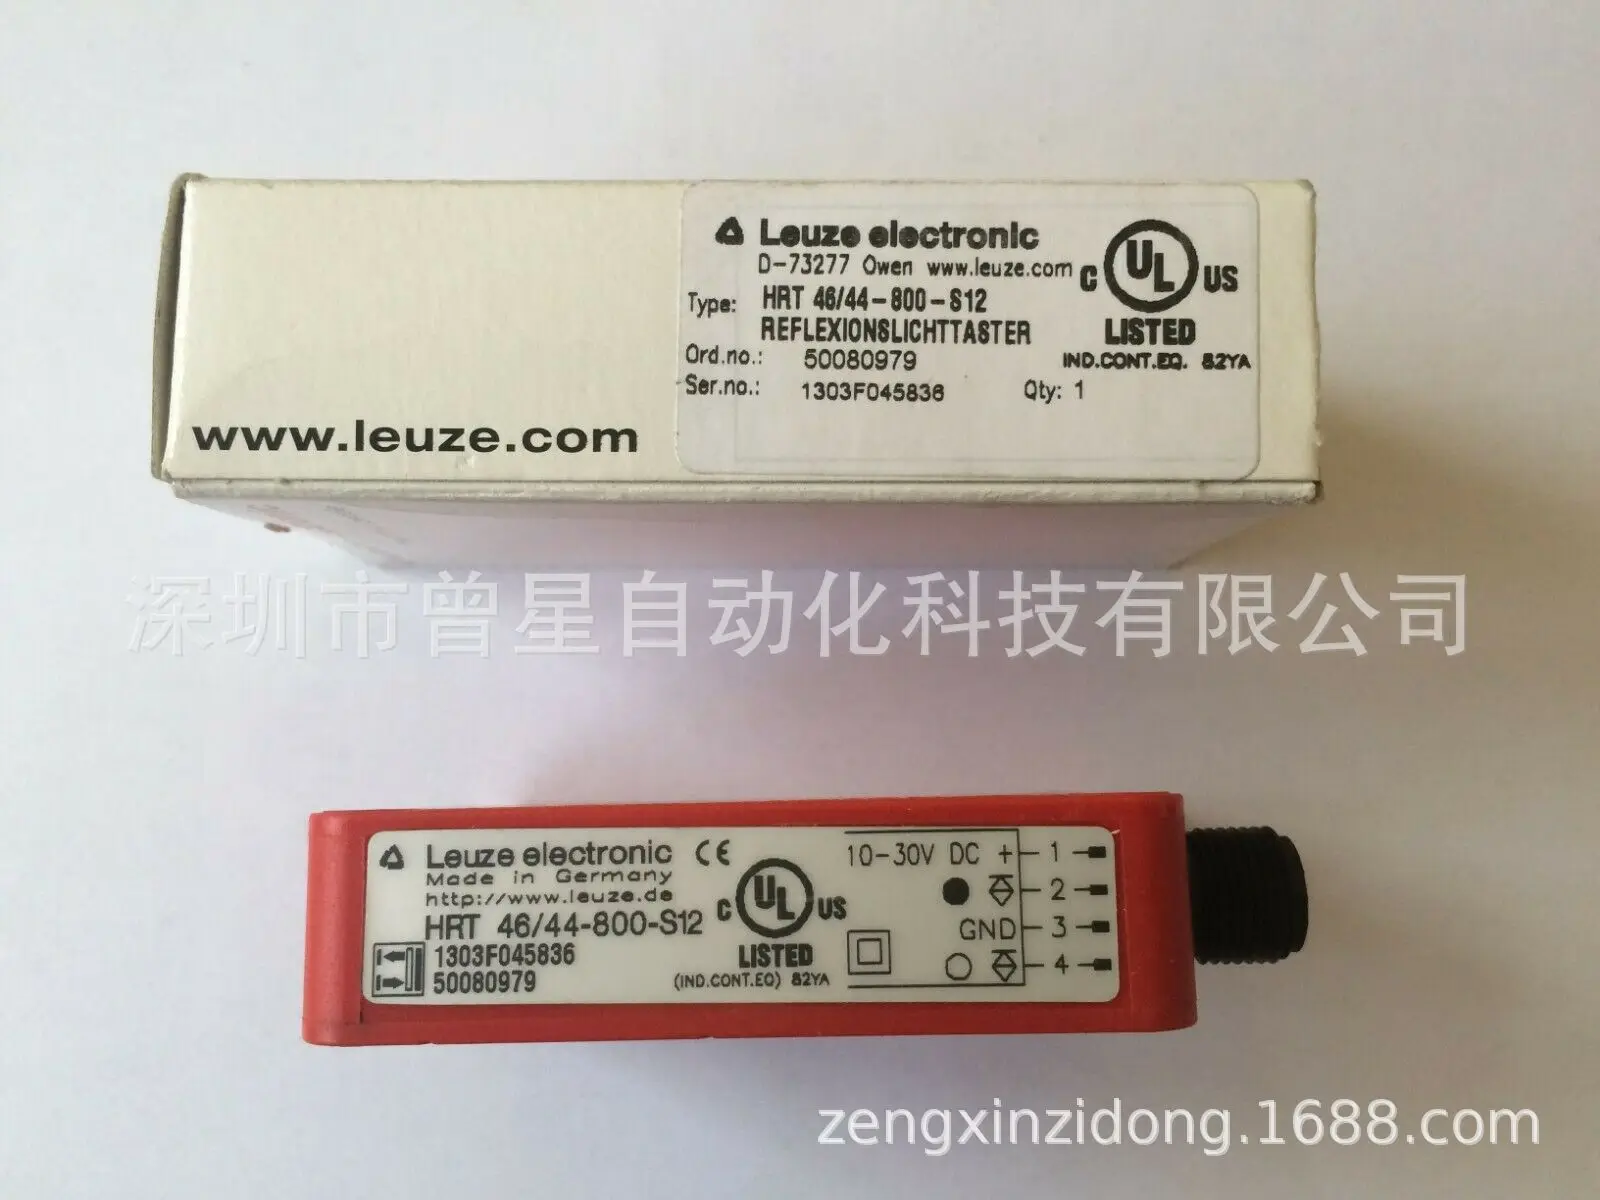 Leuze electronic
D-73277 Owen www.leuze.com
Type: HRT 46/44-800-S12
REFLEXIONSLICHTTASTER
Ord.no.: 50080979
Ser.no.: 1303F045836 Qty: 1
C UL US
LISTED
IND.CONT.EQ. 82YA
www.leuze.com
深圳市曾星自动化科技有限公司
Leuze electronic CE
Made in Germany
http://www.leuze.de
HRT 46/44-800-S12
1303F045836
50080979
C UL US
LISTED
(IND.CONT.EQ) 82YA
10-30V DC + 1
2
GND 3
4
zengxinzidong.1688.com